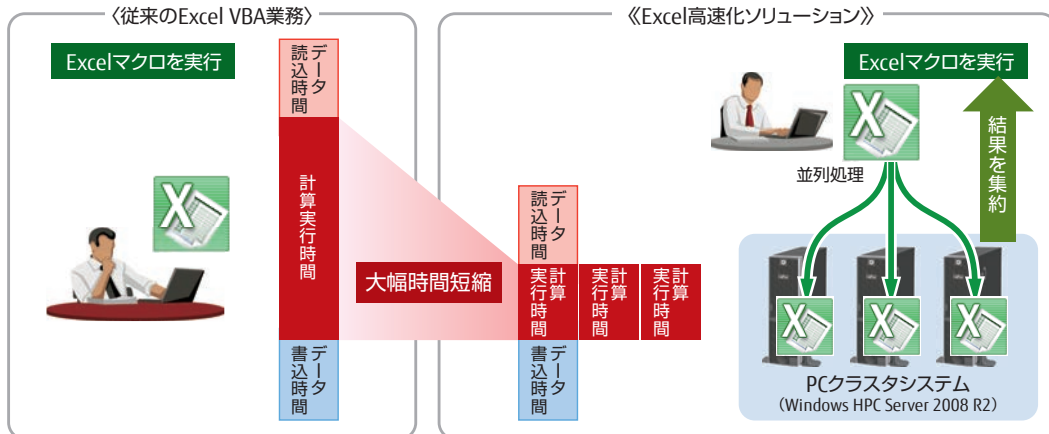 〈従来のExcel VBA業務〉
Excelマクロを実行
データ
読込時間
計算実行時間
データ
書込時間
大幅時間短縮
《Excel高速化ソリューション》
データ
読込時間
計算
実行時間
計算
実行時間
計算
実行時間
データ
書込時間
Excelマクロを実行
並列処理
結果を集約
PCクラスタシステム
（Windows HPC Server 2008 R2）